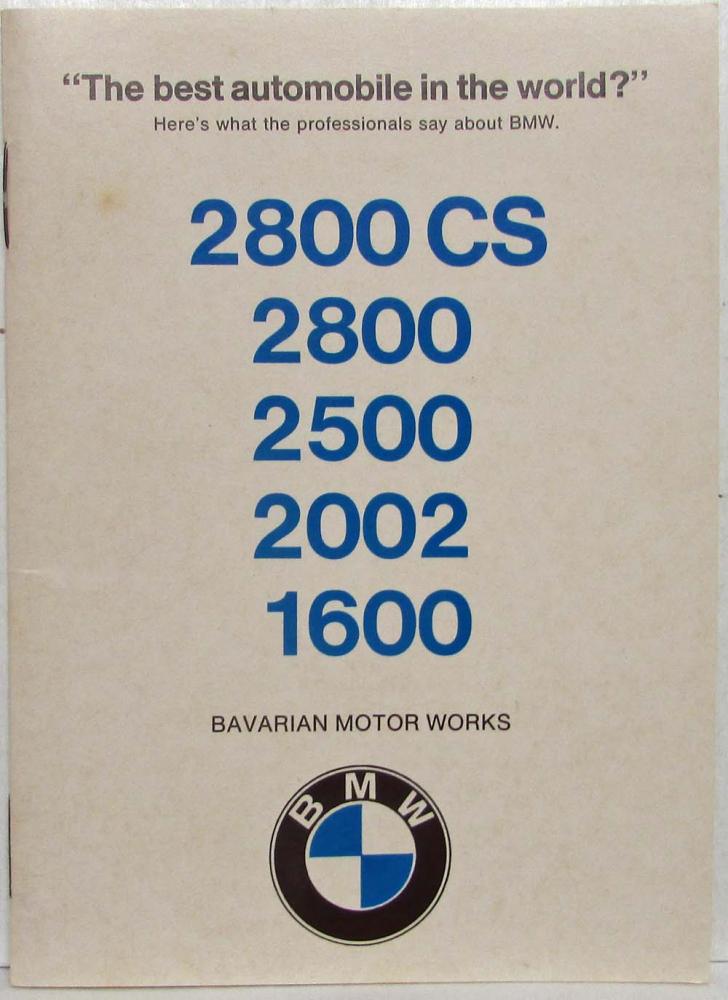 “The best automobile in the world?”
Here's what the professionals say about BMW.
2800 CS
2800
2500
2002
1600
BAVARIAN MOTOR WORKS
BMW